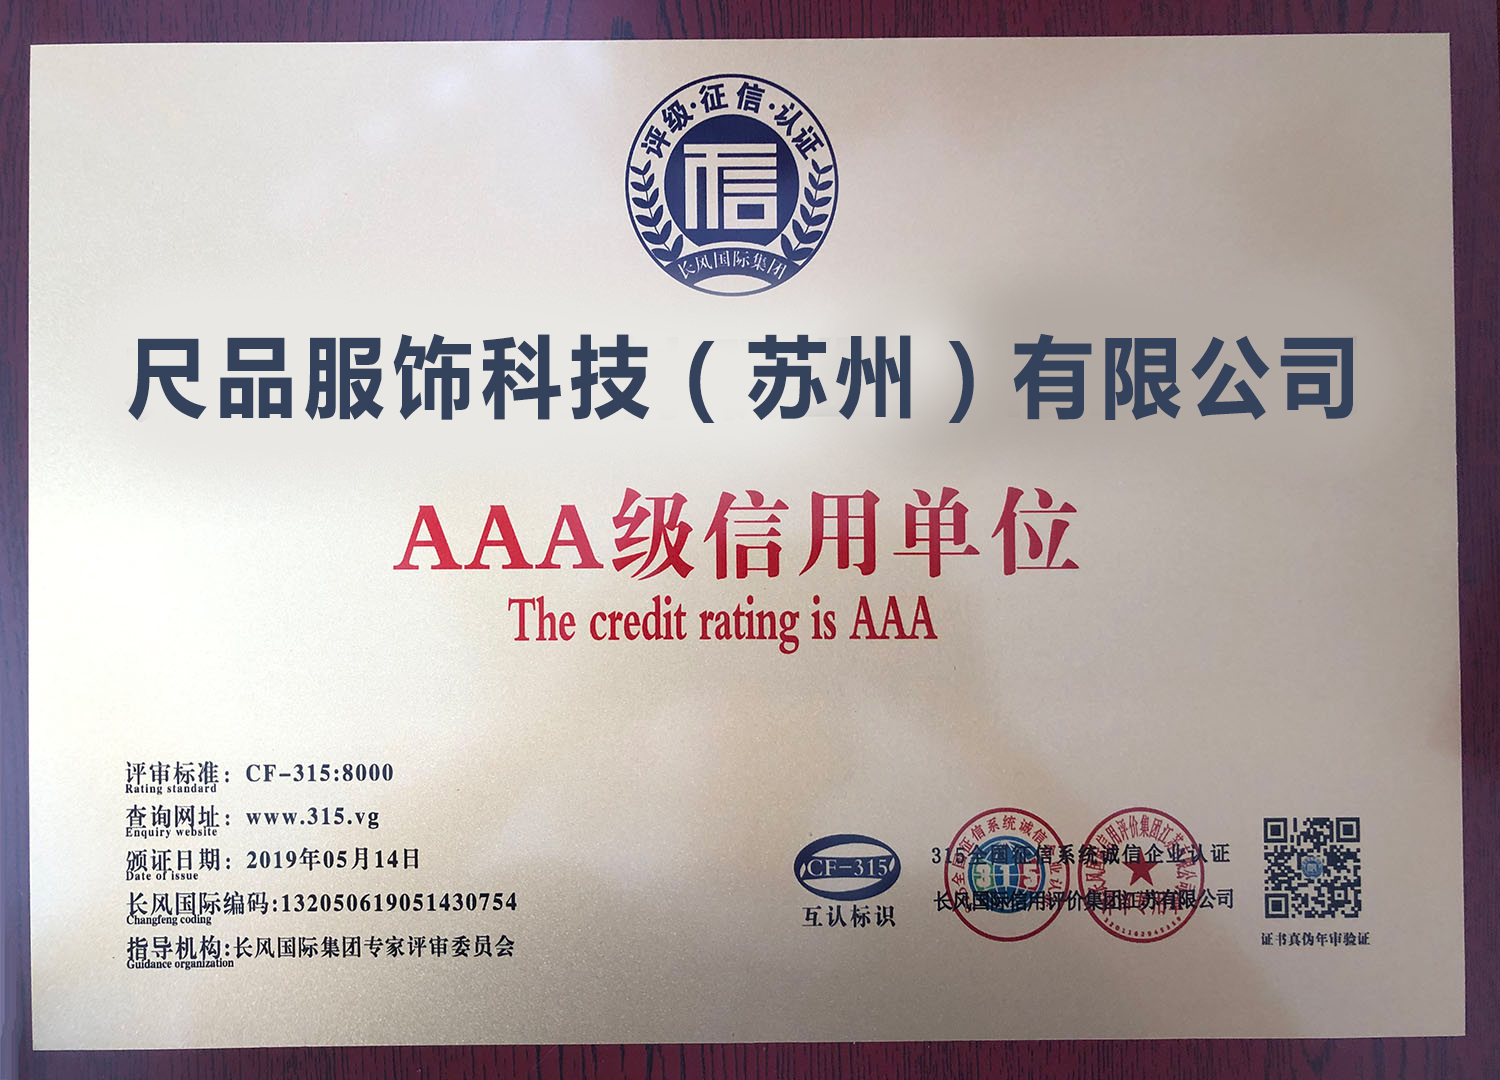 评级·征信·认证
信
长风国际集团
尺品服饰科技（苏州）有限公司
AAA级信用单位
The credit rating is AAA
评审标准：CF-315:8000
Rating standard
查询网址：www.315.vg
Enquiry website
颁证日期：2019年05月14日
Date of issue
长风国际编码:132050619051430754
Changfeng coding
指导机构:长风国际集团专家评审委员会
Guidance organization
CF-315
互认标识
315全国征信系统诚信企业认证
长风国际信用评价集团江苏有限公司
315
证书真伪年审验证